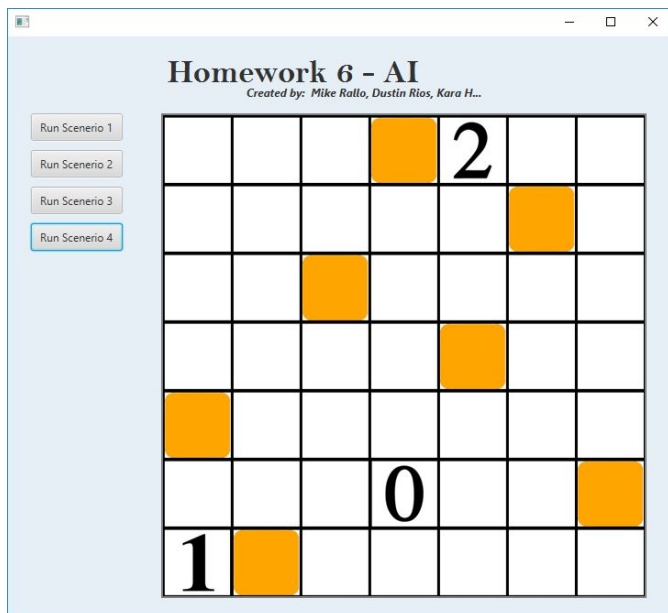 Homework 6 - AI
Created by: Mike Rallo, Dustin Rios, Kara H...
Run Scenerio 1
Run Scenerio 2
Run Scenerio 3
Run Scenerio 4
2
0
1